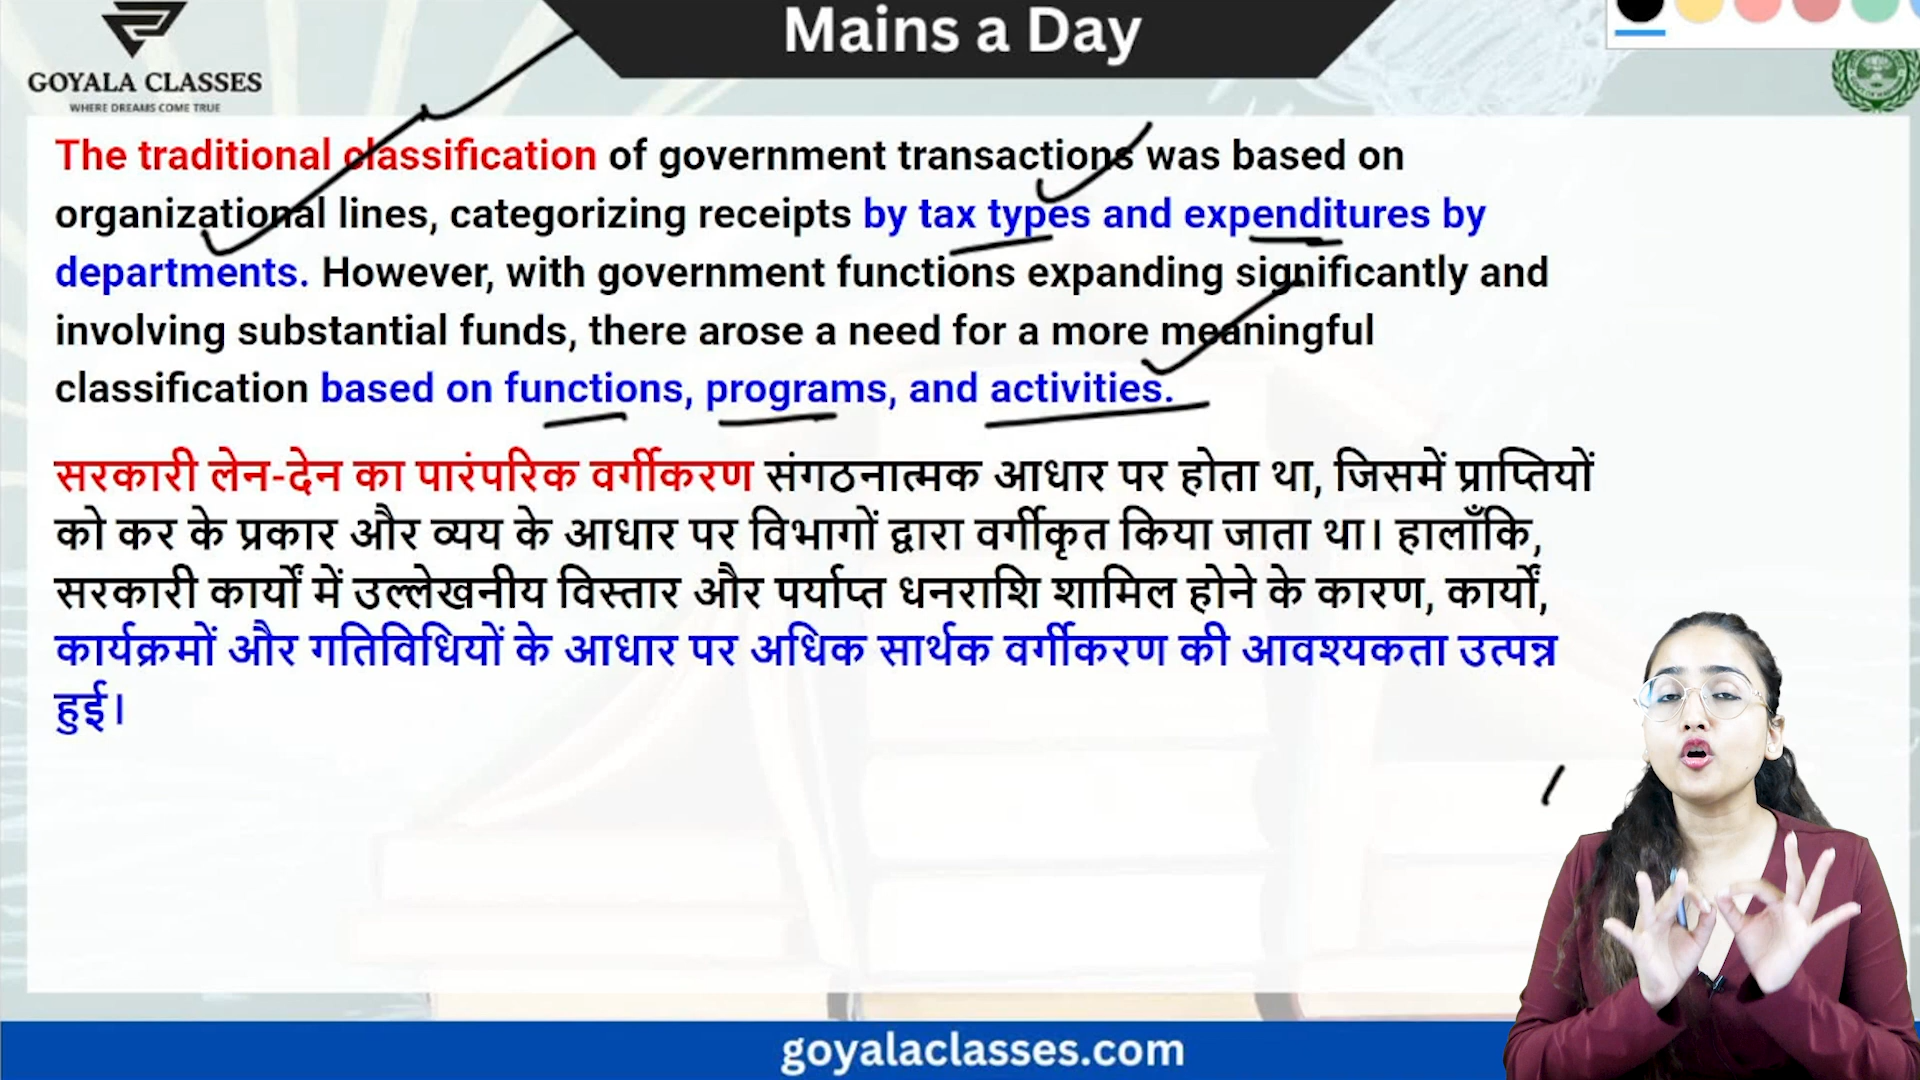 Mains a Day
GOYALA CLASSES
WHERE DREAMS COME TRUE
The traditional classification of government transactions was based on
organizational lines, categorizing receipts by tax types and expenditures by
departments. However, with government functions expanding significantly and
involving substantial funds, there arose a need for a more meaningful
classification based on functions, programs, and activities.
सरकारी लेन-देन का पारंपरिक वर्गीकरण संगठनात्मक आधार पर होता था, जिसमें प्राप्तियों
को कर के प्रकार और व्यय के आधार पर विभागों द्वारा वर्गीकृत किया जाता था। हालाँकि,
सरकारी कार्यों में उल्लेखनीय विस्तार और पर्याप्त धनराशि शामिल होने के कारण, कार्यों,
कार्यक्रमों और गतिविधियों के आधार पर अधिक सार्थक वर्गीकरण की आवश्यकता उत्पन्न
हुई।
goyalaclasses.com